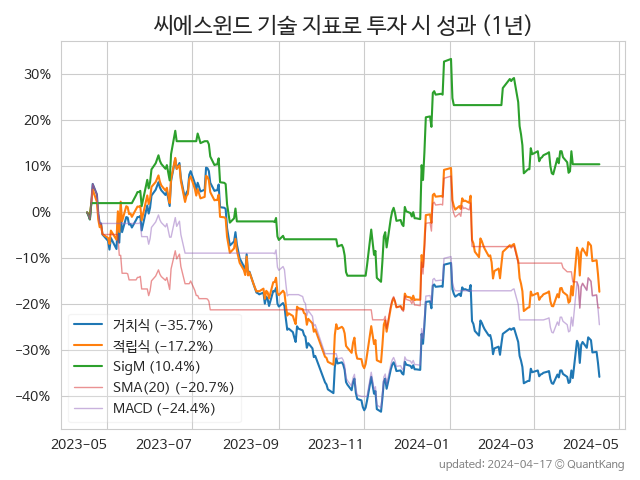 씨에스윈드 기술 지표로 투자 시 성과 (1년)
30%
20%
10%
0%
−10%
−20%
−30%
−40%
거치식 (−35.7%)
적립식 (−17.2%)
SigM (10.4%)
SMA(20) (−20.7%)
MACD (−24.4%)
2023-05 2023-07 2023-09 2023-11 2024-01 2024-03 2024-05
updated: 2024-04-17 ⓒ QuantKang